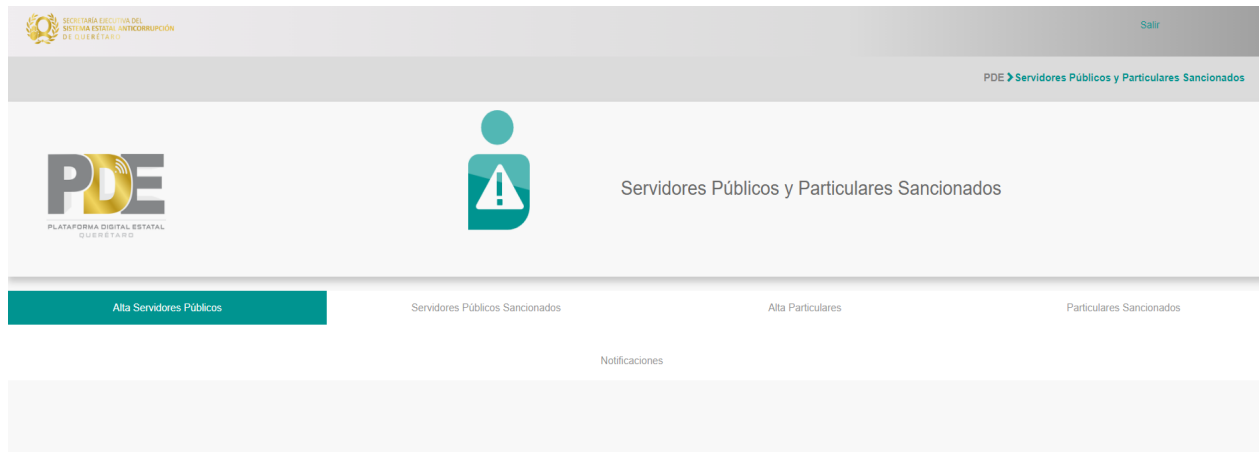 SECRETARÍA EJECUTIVA DEL
SISTEMA ESTATAL ANTICORRUPCIÓN
DE QUERÉTARO
Salir
PDE Servidores Públicos y Particulares Sancionados
PDE
PLATAFORMA DIGITAL ESTATAL
QUERÉTARO
Servidores Públicos y Particulares Sancionados
Alta Servidores Públicos
Servidores Públicos Sancionados
Alta Particulares
Particulares Sancionados
Notificaciones